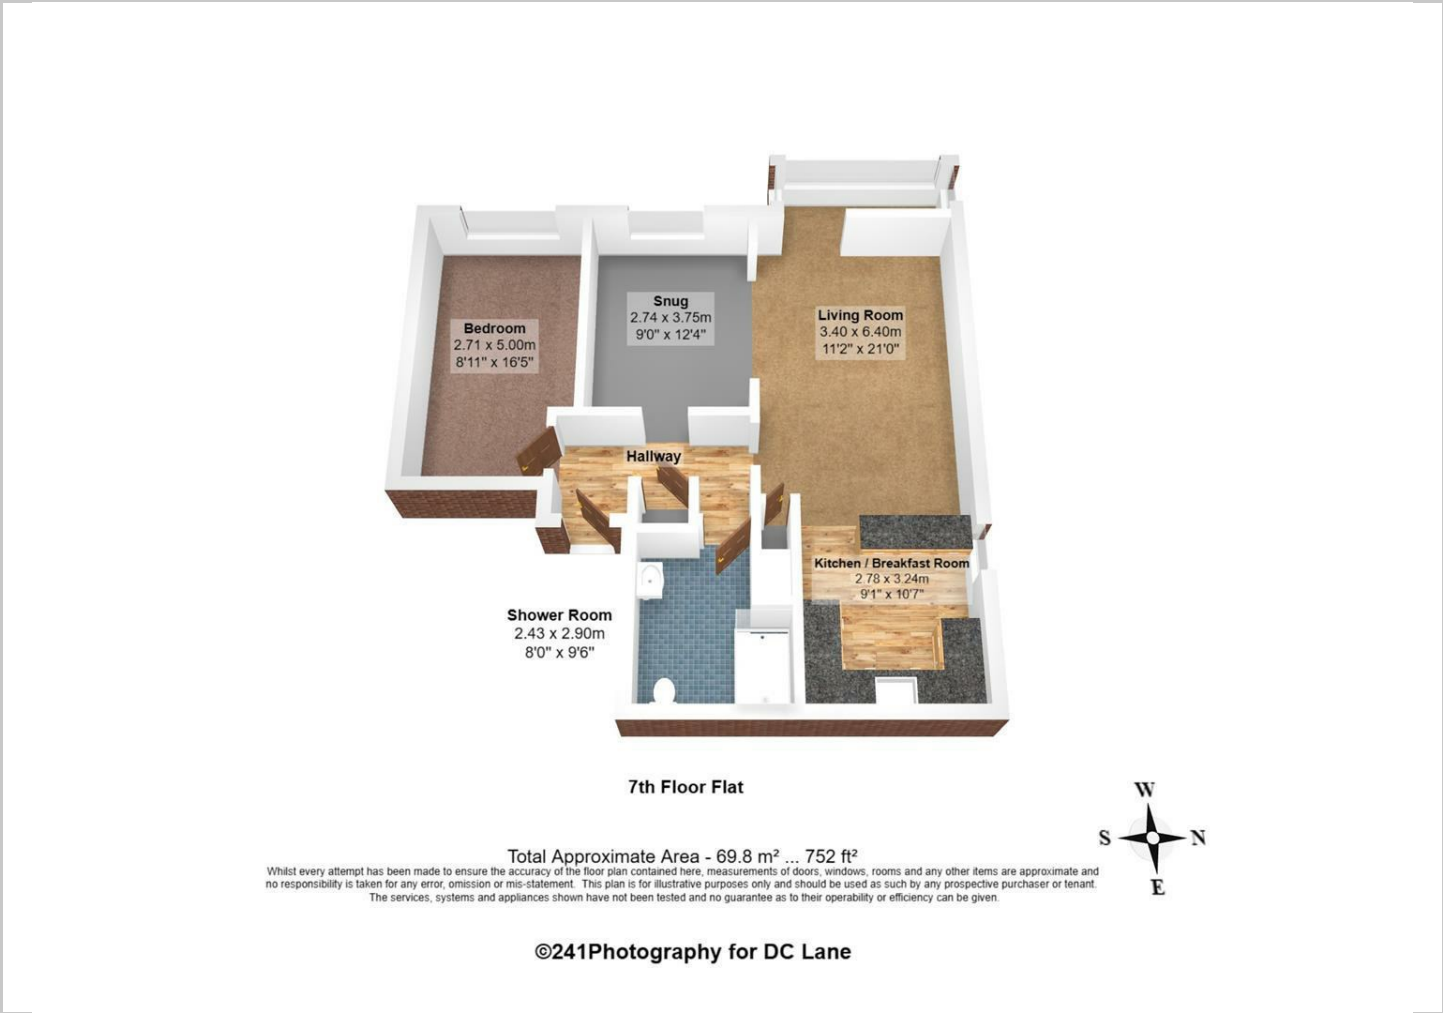 Bedroom
2.71 x 5.00m
8'11" x 16'5"
Snug
2.74 x 3.75m
9'0" x 12'4"
Living Room
3.40 x 6.40m
11'2" x 21'0"
Hallway
Kitchen / Breakfast Room
2.78 x 3.24m
9'1" x 10'7"
Shower Room
2.43 x 2.90m
8'0" x 9'6"
7th Floor Flat
W
S N
E
Total Approximate Area - 69.8 m² ... 752 ft²
Whilst every attempt has been made to ensure the accuracy of the floor plan contained here, measurements of doors, windows, rooms and any other items are approximate and
no responsibility is taken for any error, omission or mis-statement. This plan is for illustrative purposes only and should be used as such by any prospective purchaser or tenant.
The services, systems and appliances shown have not been tested and no guarantee as to their operability or efficiency can be given.
©241Photography for DC Lane